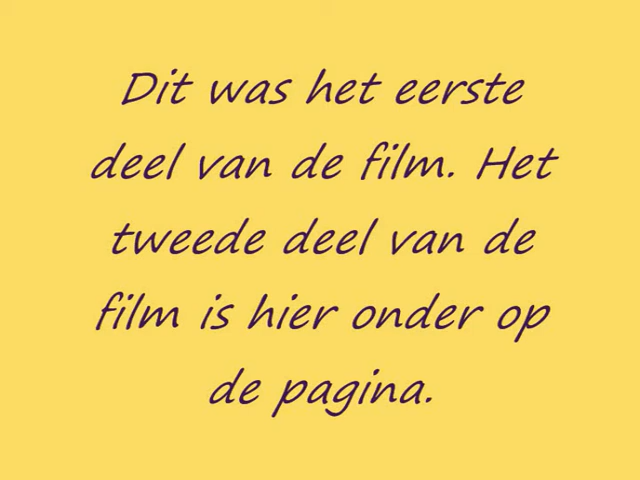 Dit was het eerste
deel van de film. Het
tweede deel van de
film is hier onder op
de pagina.